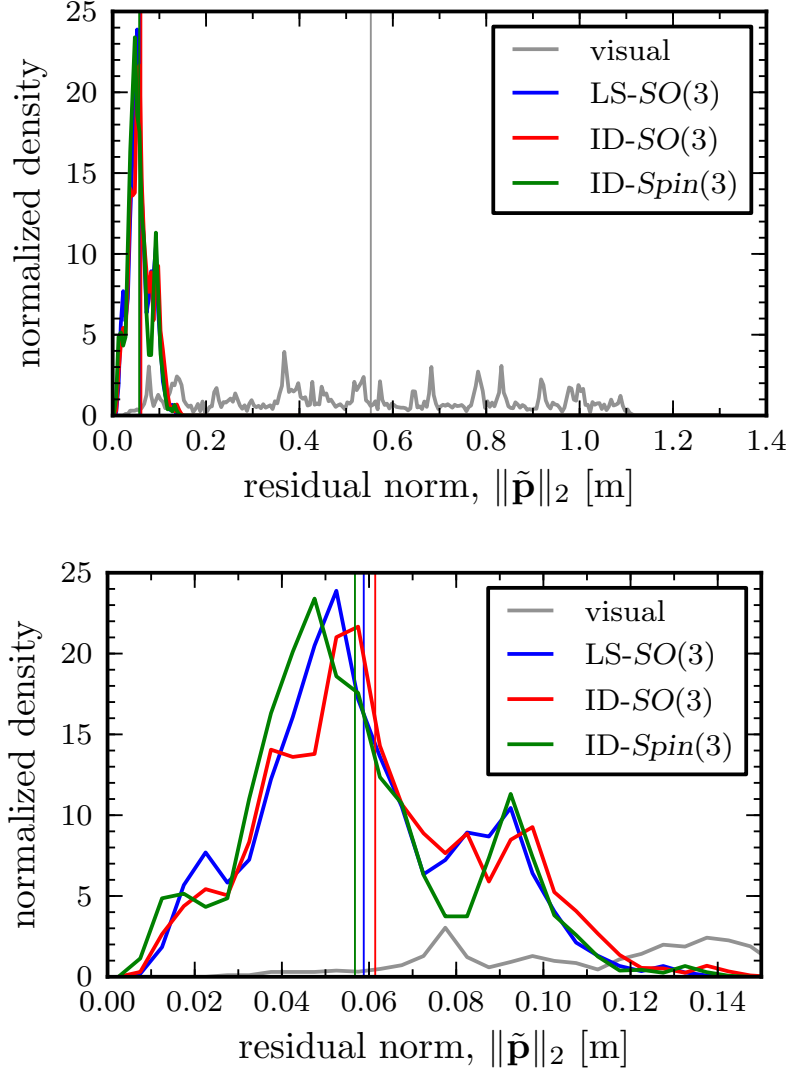 25
20
15
10
5
0
normalized density
visual
LS-SO(3)
ID-SO(3)
ID-Spin(3)
0.0 0.2 0.4 0.6 0.8 1.0 1.2 1.4
residual norm, ‖p̃‖₂ [m]
25
20
15
10
5
0
normalized density
visual
LS-SO(3)
ID-SO(3)
ID-Spin(3)
0.00 0.02 0.04 0.06 0.08 0.10 0.12 0.14
residual norm, ‖p̃‖₂ [m]